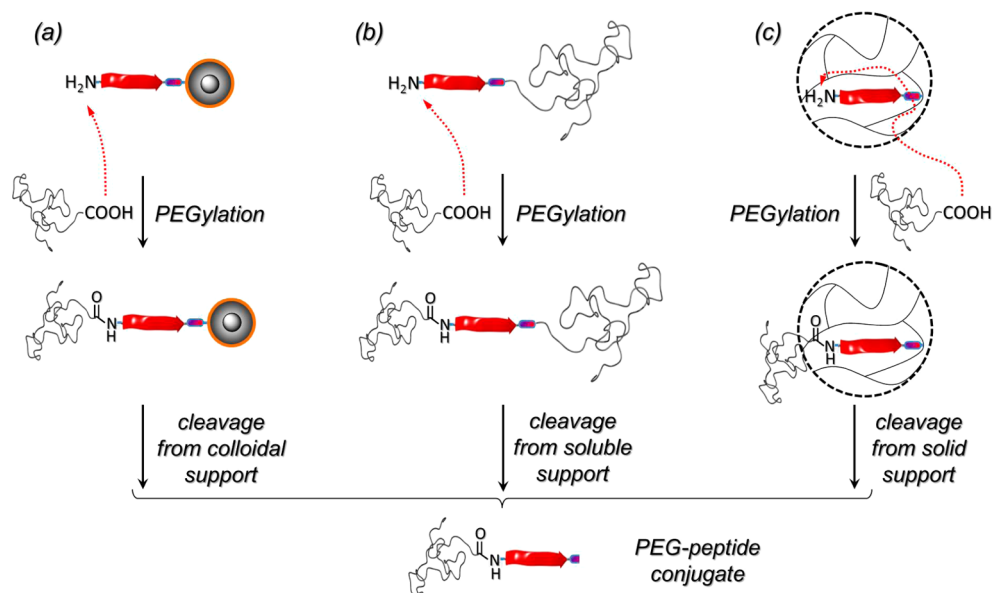 (a)
(b)
(c)
H₂N
H₂N
H₂N
COOH
PEGylation
COOH
PEGylation
PEGylation
COOH
O
N
H
O
N
H
O
N
H
cleavage
from colloidal
support
cleavage
from soluble
support
cleavage
from solid
support
O
N
H
PEG-peptide
conjugate